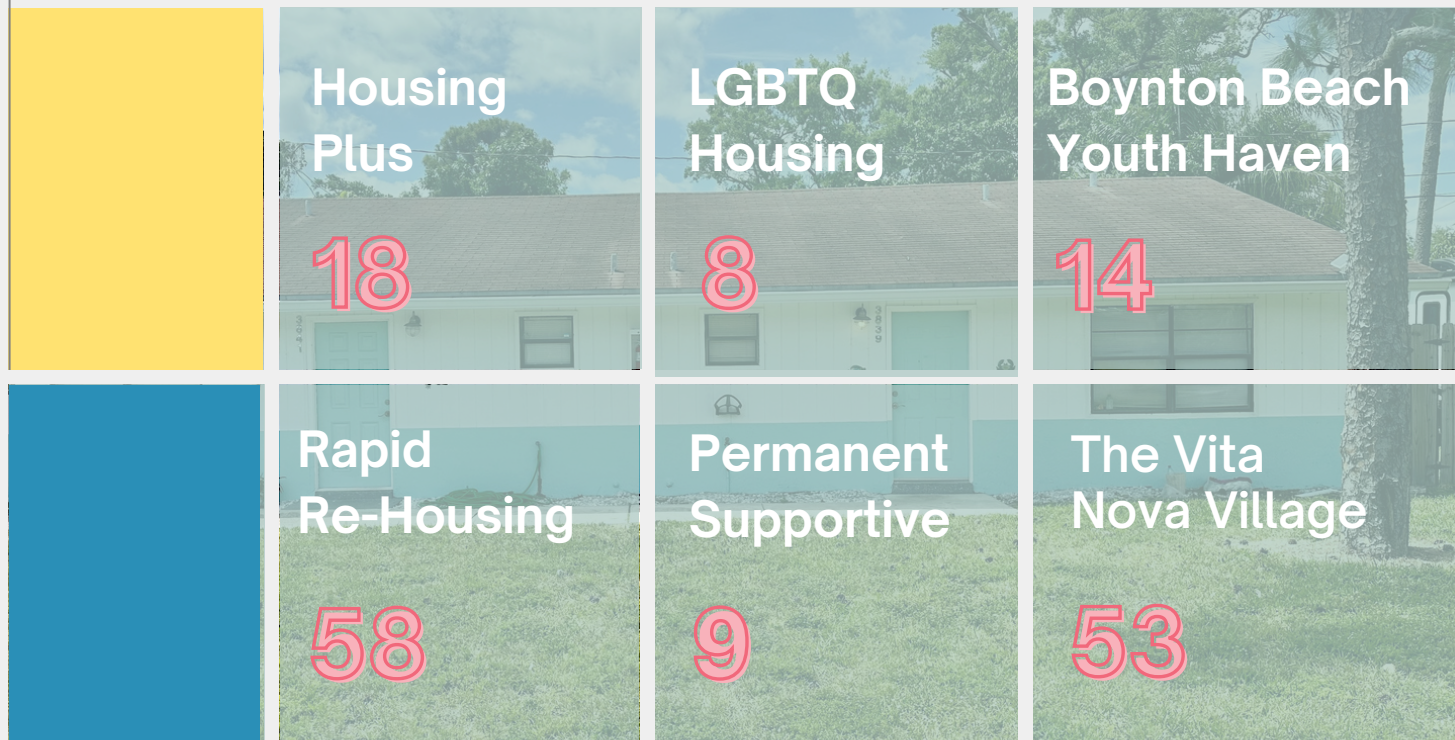 Housing
Plus
18
LGBTQ
Housing
8
Boynton Beach
Youth Haven
14
3839
Rapid
Re-Housing
58
Permanent
Supportive
9
The Vita
Nova Village
53